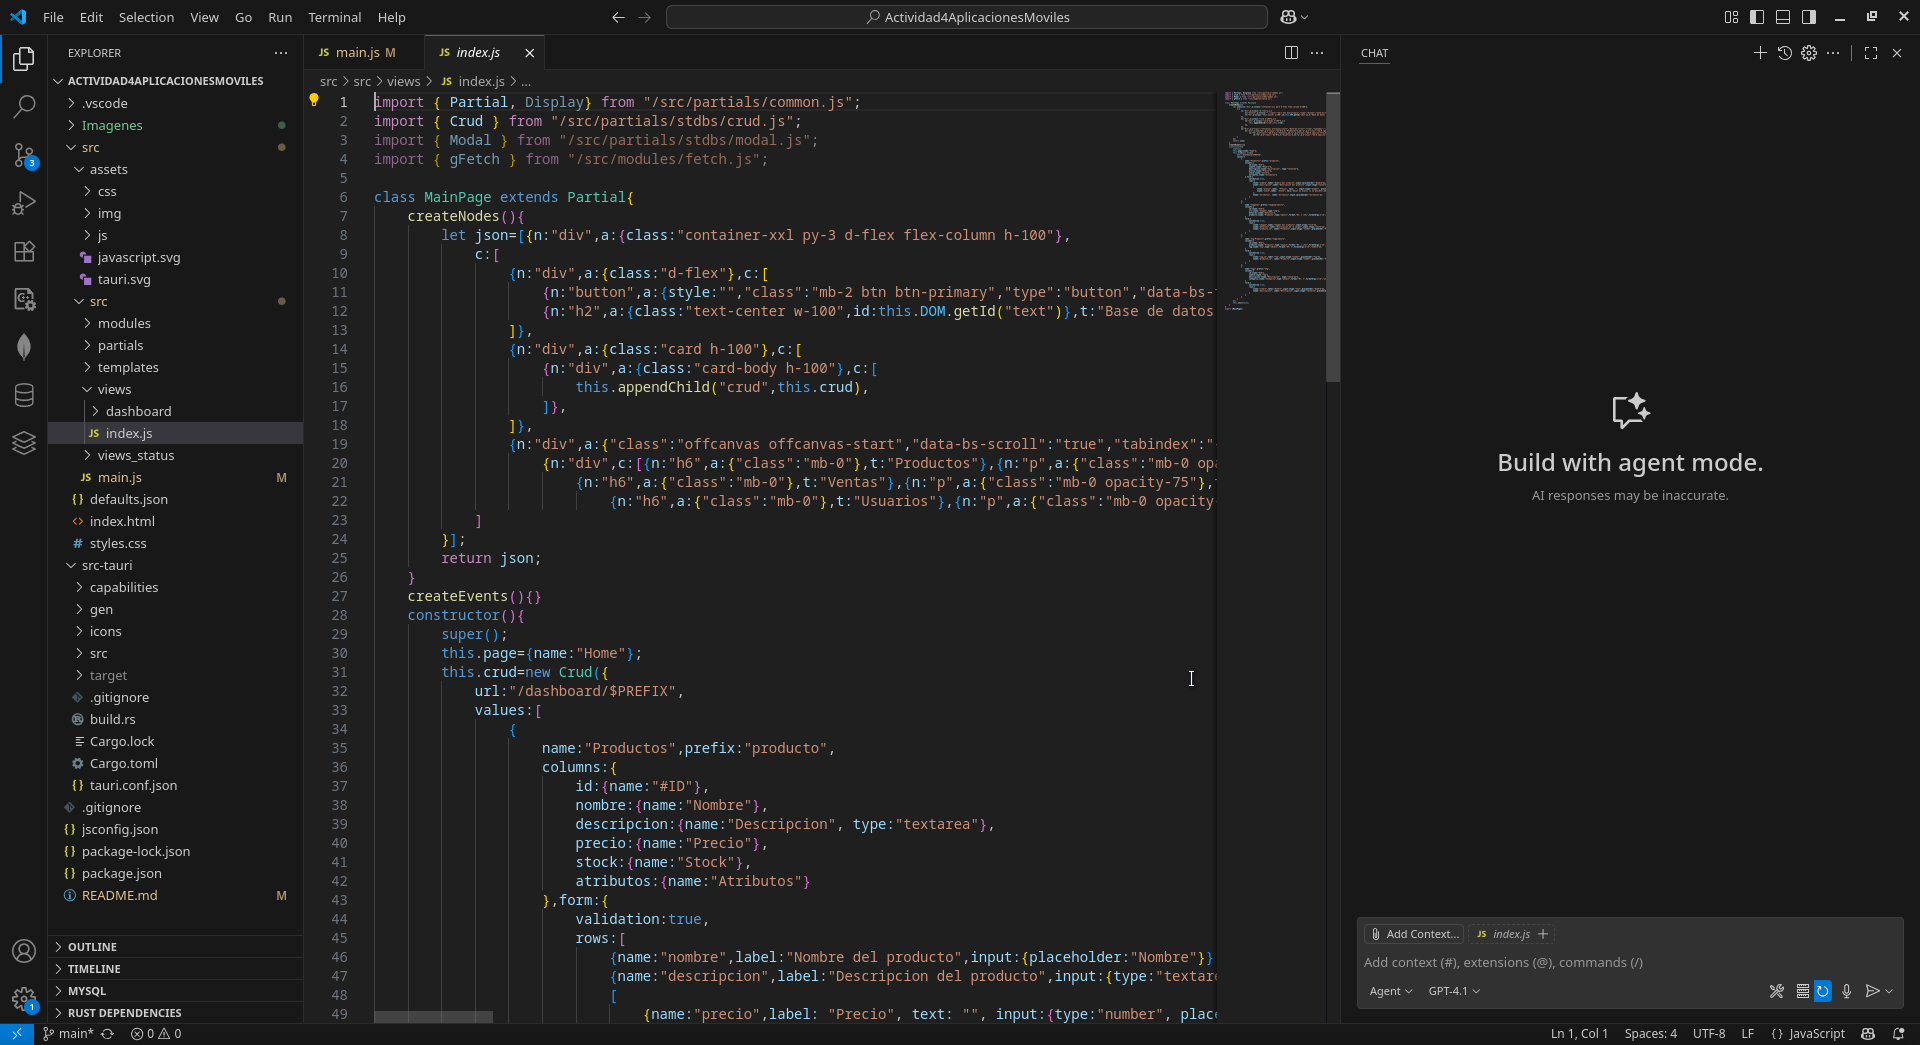 File Edit Selection View Go Run Terminal Help
Actividad4AplicacionesMoviles
EXPLORER
ACTIVIDAD4APLICACIONESMOVILES
.vscode
Imagenes
src
assets
css
img
js
javascript.svg
tauri.svg
src
modules
partials
templates
views
dashboard
JS index.js
views_status
JS main.js M
{} defaults.json
<> index.html
# styles.css
src-tauri
capabilities
gen
icons
src
target
.gitignore
build.rs
Cargo.lock
Cargo.toml
{} tauri.conf.json
.gitignore
{} jsconfig.json
{} package-lock.json
{} package.json
README.md M
OUTLINE
TIMELINE
MYSQL
RUST DEPENDENCIES
3
1
JS main.js M JS index.js
src > src > views > JS index.js > ...
1 import { Partial, Display} from "/src/partials/common.js";
2 import { Crud } from "/src/partials/stdbs/crud.js";
3 import { Modal } from "/src/partials/stdbs/modal.js";
4 import { gFetch } from "/src/modules/fetch.js";
5
6 class MainPage extends Partial{
7 createNodes(){
8 let json=[{n:"div",a:{class:"container-xxl py-3 d-flex flex-column h-100"},
9 c:[
10 {n:"div",a:{class:"d-flex"},c:[
11 {n:"button",a:{style:"","class":"mb-2 btn btn-primary","type":"button","data-bs-
12 {n:"h2",a:{class:"text-center w-100",id:this.DOM.getId("text")},t:"Base de datos
13 ]},
14 {n:"div",a:{class:"card h-100"},c:[
15 {n:"div",a:{class:"card-body h-100"},c:[
16 this.appendChild("crud",this.crud),
17 ]},
18 ]},
19 {n:"div",a:{"class":"offcanvas offcanvas-start","data-bs-scroll":"true","tabindex":"
20 {n:"div",c:[{n:"h6",a:{"class":"mb-0"},t:"Productos"},{n:"p",a:{"class":"mb-0 opa
21 {n:"h6",a:{"class":"mb-0"},t:"Ventas"},{n:"p",a:{"class":"mb-0 opacity-75"},
22 {n:"h6",a:{"class":"mb-0"},t:"Usuarios"},{n:"p",a:{"class":"mb-0 opacity
23 ]
24 }];
25 return json;
26 }
27 createEvents(){}
28 constructor(){
29 super();
30 this.page={name:"Home"};
31 this.crud=new Crud({
32 url:"/dashboard/$PREFIX",
33 values:[
34 {
35 name:"Productos",prefix:"producto",
36 columns:{
37 id:{name:"#ID"},
38 nombre:{name:"Nombre"},
39 descripcion:{name:"Descripcion", type:"textarea"},
40 precio:{name:"Precio"},
41 stock:{name:"Stock"},
42 atributos:{name:"Atributos"}
43 },form:{
44 validation:true,
45 rows:[
46 {name:"nombre",label:"Nombre del producto",input:{placeholder:"Nombre"}}
47 {name:"descripcion",label:"Descripcion del producto",input:{type:"textare
48 [
49 {name:"precio",label: "Precio", text: "", input:{type:"number", plac
CHAT
Build with agent mode.
AI responses may be inaccurate.
Add Context... JS index.js
Add context (#), extensions (@), commands (/)
Agent GPT-4.1
main* 0 0 Ln 1, Col 1 Spaces: 4 UTF-8 LF {} JavaScript